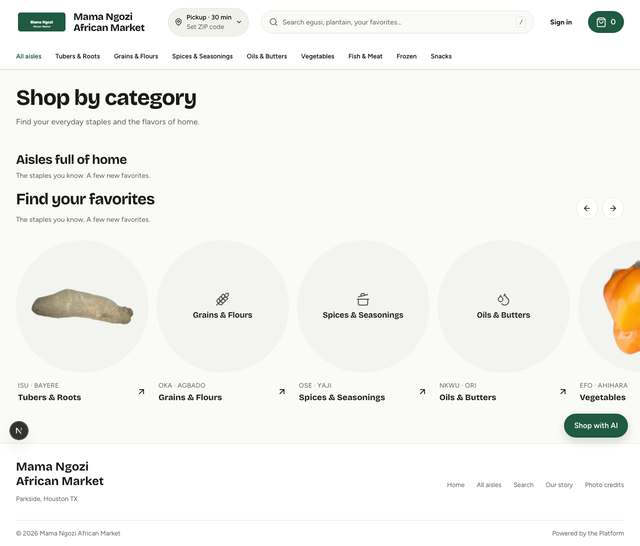 Mama Ngozi
African Market
Mama Ngozi
African Market
Pickup · 30 min
Set ZIP code
Search egusi, plantain, your favorites…
/
Sign in
0
All aisles
Tubers & Roots
Grains & Flours
Spices & Seasonings
Oils & Butters
Vegetables
Fish & Meat
Frozen
Snacks
Shop by category
Find your everyday staples and the flavors of home.
Aisles full of home
The staples you know. A few new favorites.
Find your favorites
The staples you know. A few new favorites.
Grains & Flours
Spices & Seasonings
Oils & Butters
ISU · BAYERE
Tubers & Roots
OKA · AGBADO
Grains & Flours
OSE · YAJI
Spices & Seasonings
NKWU · ORI
Oils & Butters
EFO · AHIHARA
Vegetables
Shop with AI
N
Mama Ngozi
African Market
Parkside, Houston TX
Home
All aisles
Search
Our story
Photo credits
© 2026 Mama Ngozi African Market
Powered by the Platform